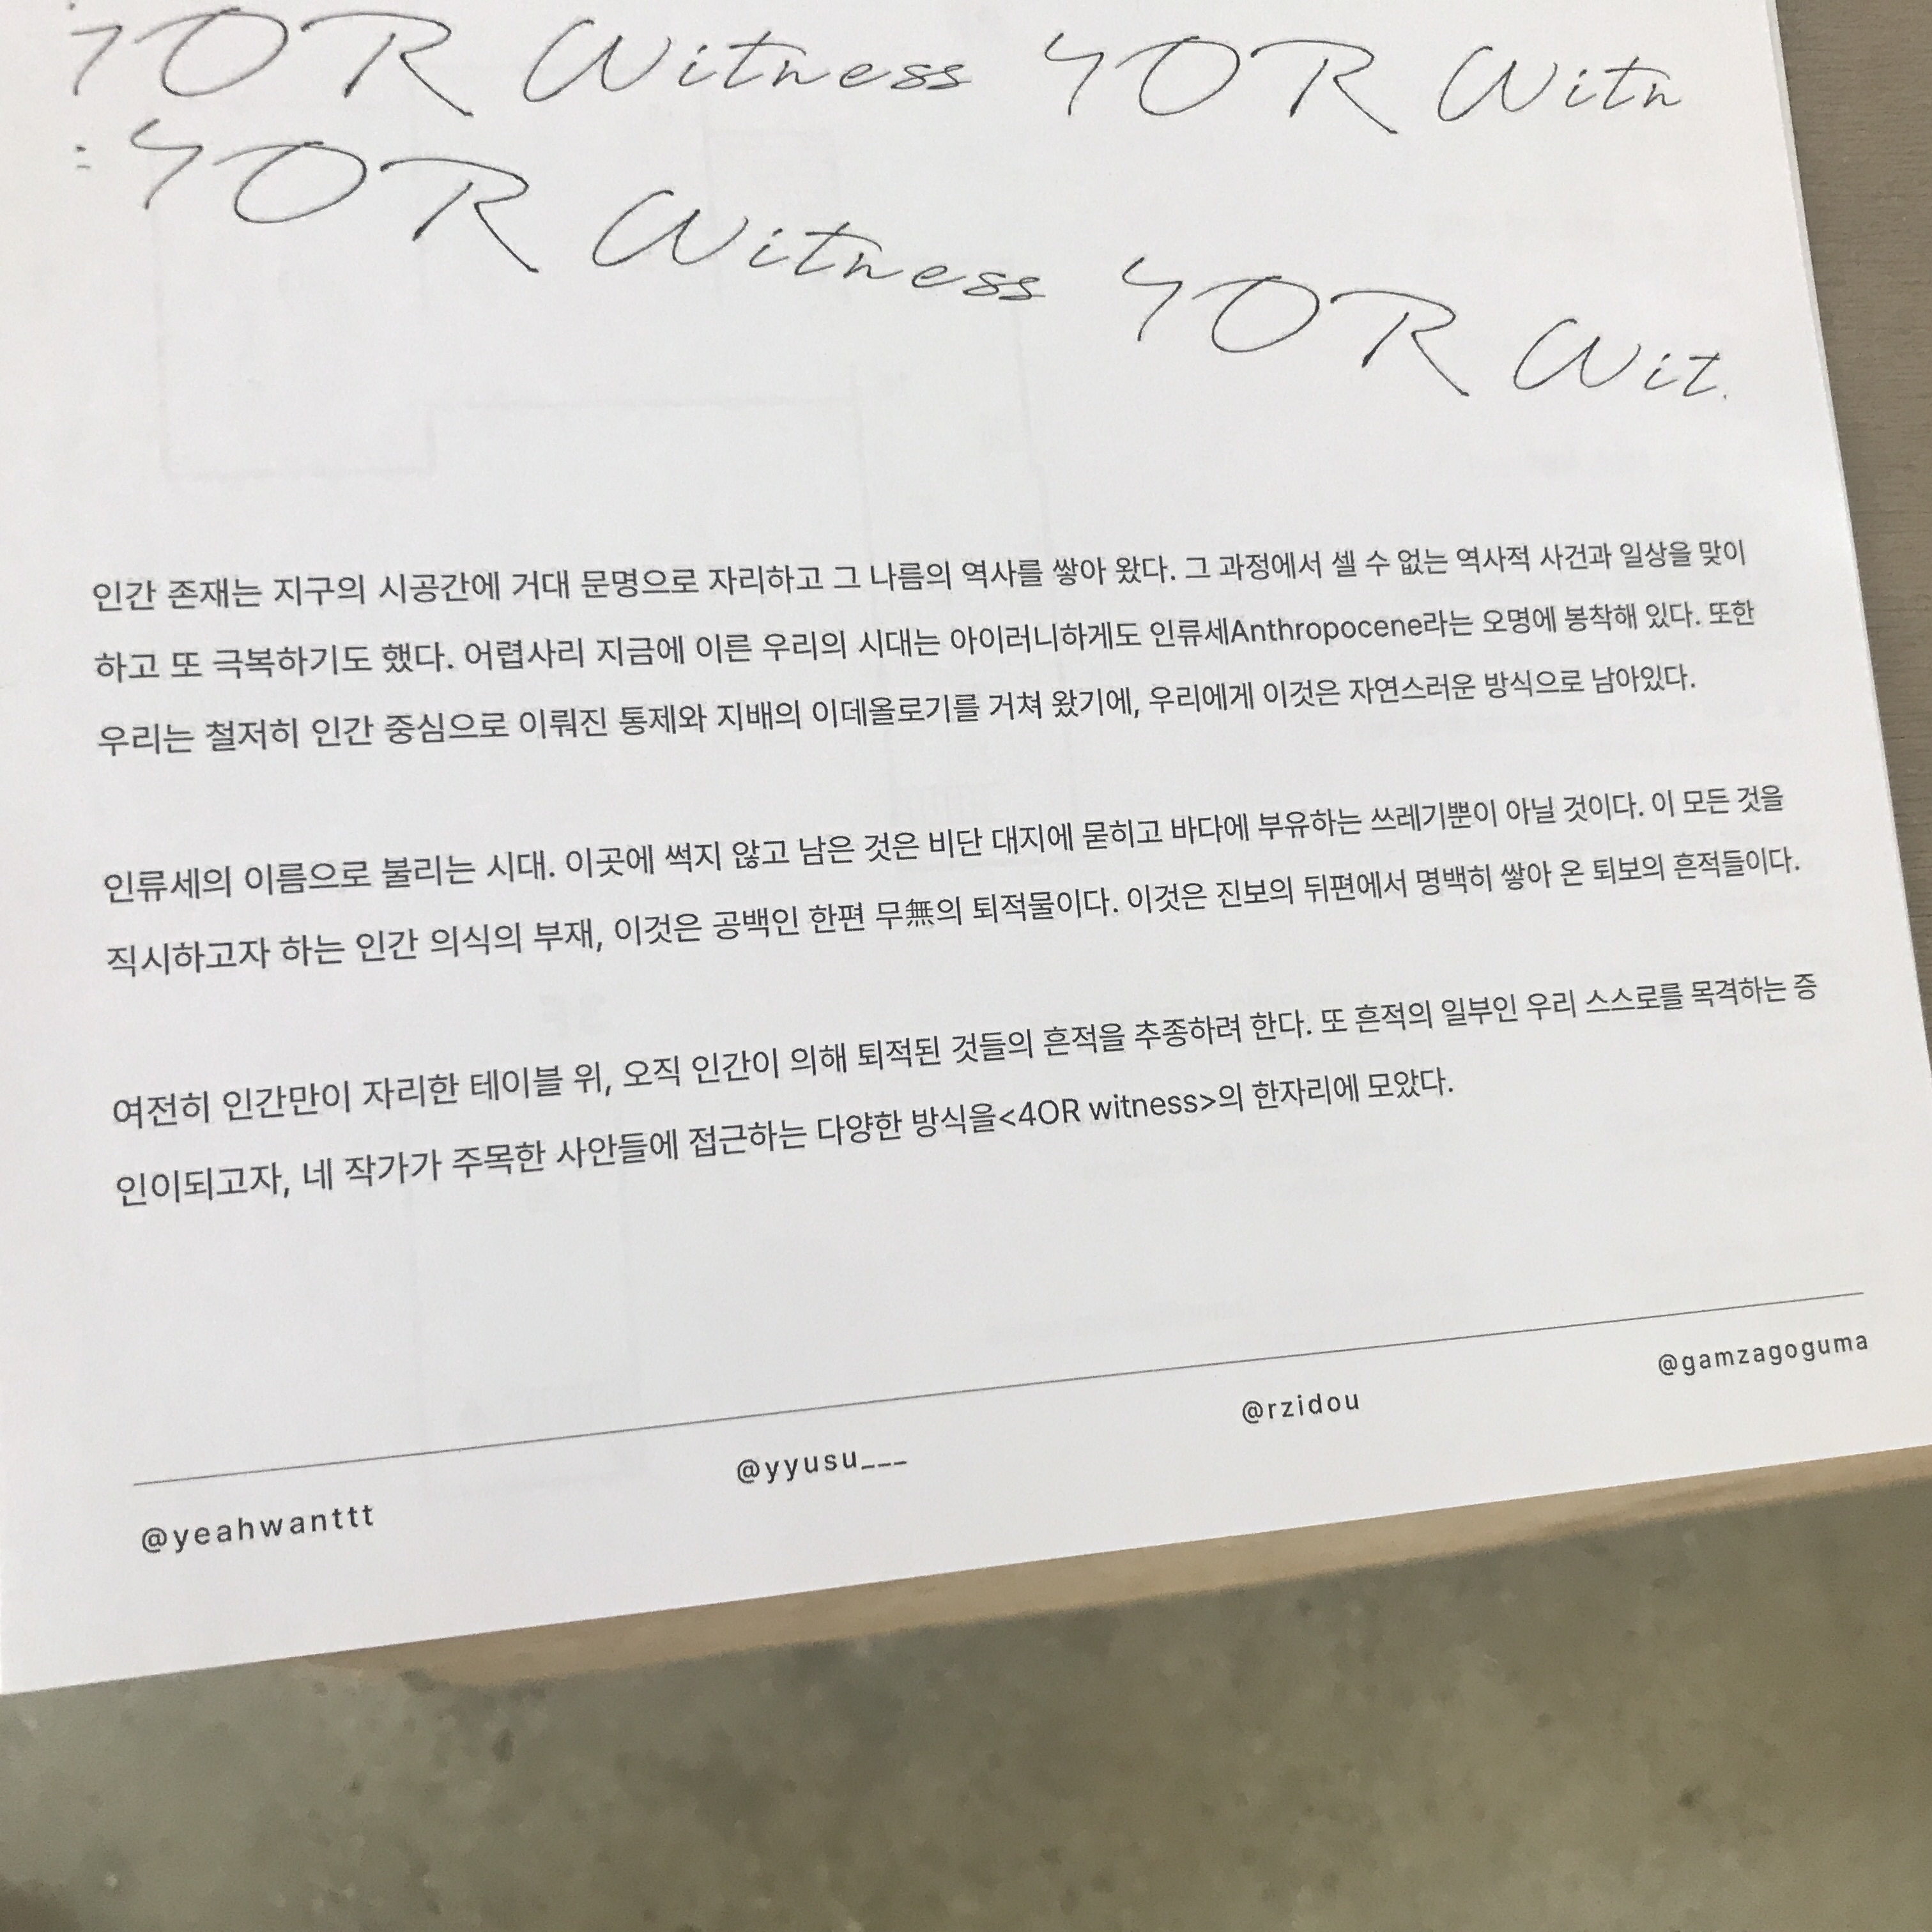 4OR Witness 4OR Witn
4OR Witness 4OR Wit
인간 존재는 지구의 시공간에 거대 문명으로 자리하고 그 나름의 역사를 쌓아 왔다. 그 과정에서 셀 수 없는 역사적 사건과 일상을 맞이
하고 또 극복하기도 했다. 어렵사리 지금에 이른 우리의 시대는 아이러니하게도 인류세Anthropocene라는 오명에 봉착해 있다. 또한
우리는 철저히 인간 중심으로 이뤄진 통제와 지배의 이데올로기를 거쳐 왔기에, 우리에게 이것은 자연스러운 방식으로 남아있다.
인류세의 이름으로 불리는 시대. 이곳에 썩지 않고 남은 것은 비단 대지에 묻히고 바다에 부유하는 쓰레기뿐이 아닐 것이다. 이 모든 것을
직시하고자 하는 인간 의식의 부재, 이것은 공백인 한편 무無의 퇴적물이다. 이것은 진보의 뒤편에서 명백히 쌓아 온 퇴보의 흔적들이다.
여전히 인간만이 자리한 테이블 위, 오직 인간이 의해 퇴적된 것들의 흔적을 추종하려 한다. 또 흔적의 일부인 우리 스스로를 목격하는 증
인이되고자, 네 작가가 주목한 사안들에 접근하는 다양한 방식을<4OR witness>의 한자리에 모았다.
@yeahwanttt @yyusu___ @rzidou @gamzagoguma